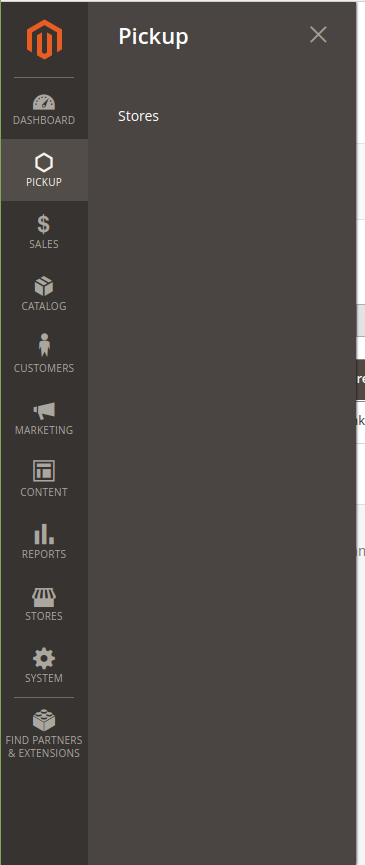 Pickup
Stores
DASHBOARD
PICKUP
SALES
CATALOG
CUSTOMERS
MARKETING
CONTENT
REPORTS
STORES
SYSTEM
FIND PARTNERS
& EXTENSIONS